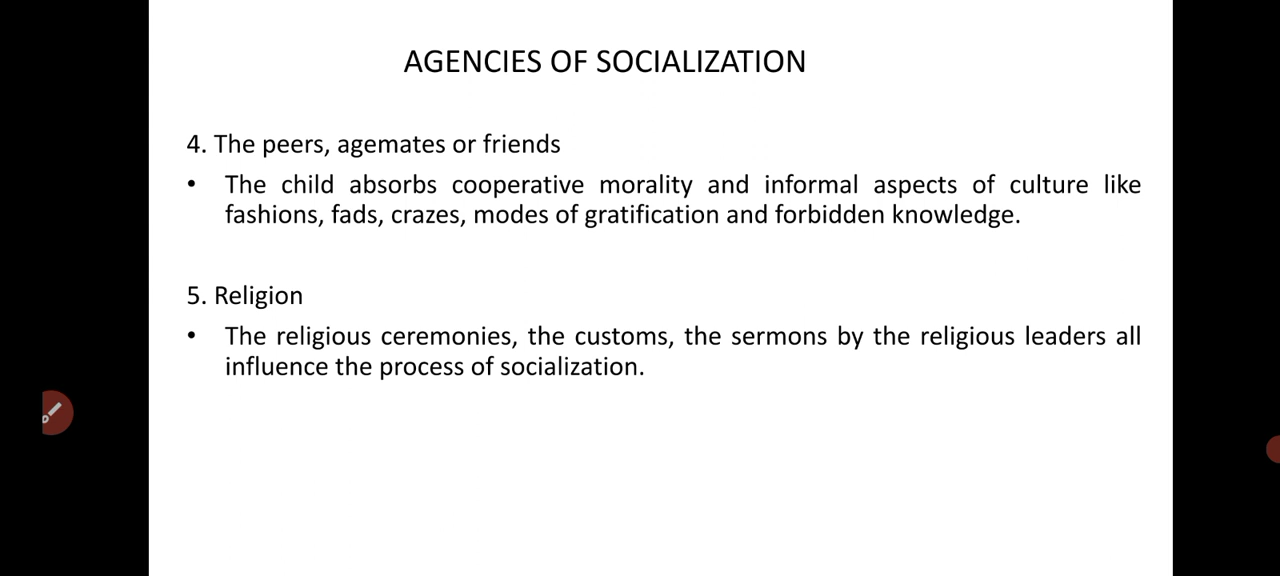 AGENCIES OF SOCIALIZATION
4. The peers, agemates or friends
• The child absorbs cooperative morality and informal aspects of culture like
fashions, fads, crazes, modes of gratification and forbidden knowledge.
5. Religion
• The religious ceremonies, the customs, the sermons by the religious leaders all
influence the process of socialization.